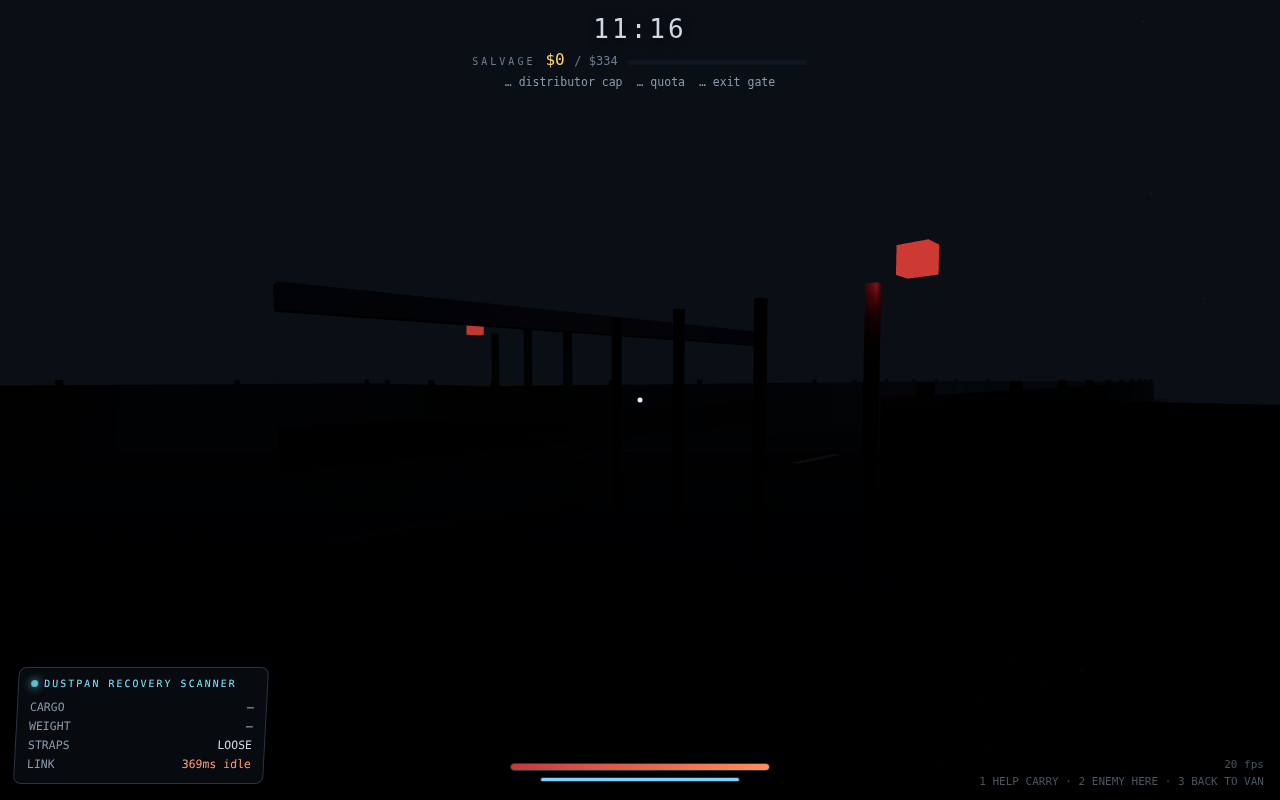 11:16
SALVAGE $0 / $334
… distributor cap … quota … exit gate
DUSTPAN RECOVERY SCANNER
CARGO —
WEIGHT —
STRAPS LOOSE
LINK 369ms idle
20 fps
1 HELP CARRY · 2 ENEMY HERE · 3 BACK TO VAN